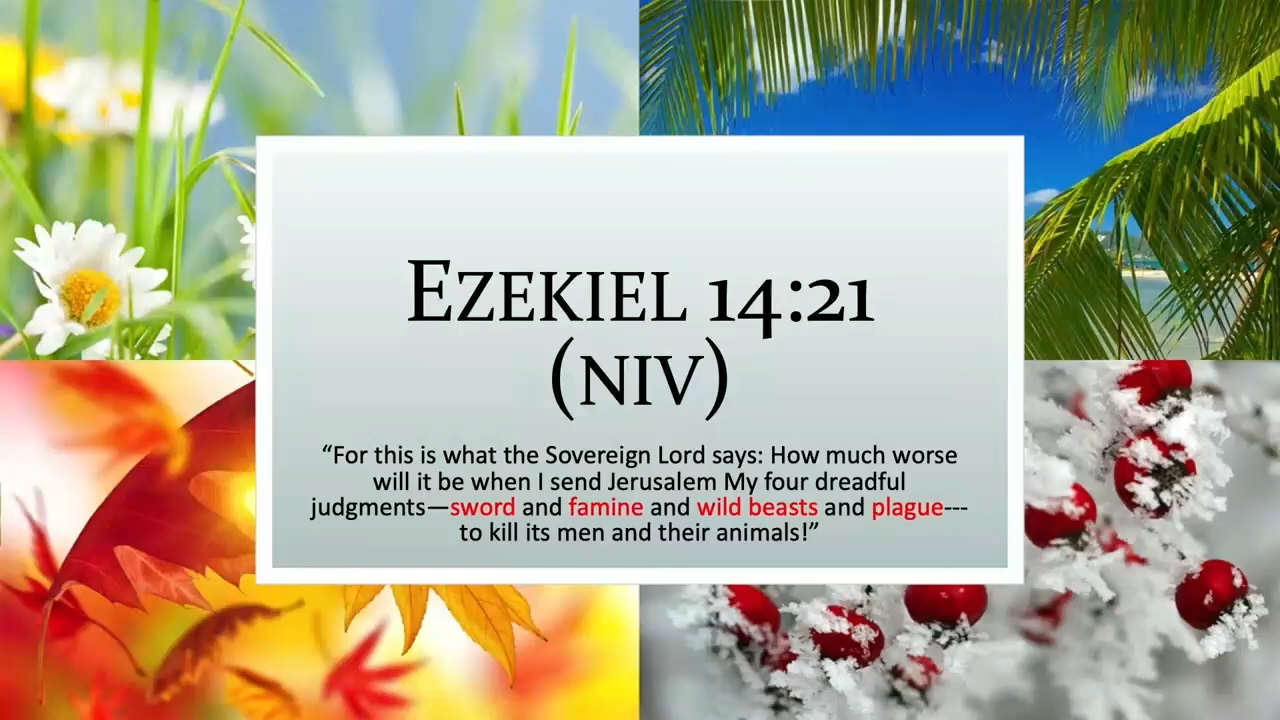 EZEKIEL 14:21
(NIV)
“For this is what the Sovereign Lord says: How much worse
will it be when I send Jerusalem My four dreadful
judgments—sword and famine and wild beasts and plague---
to kill its men and their animals!”